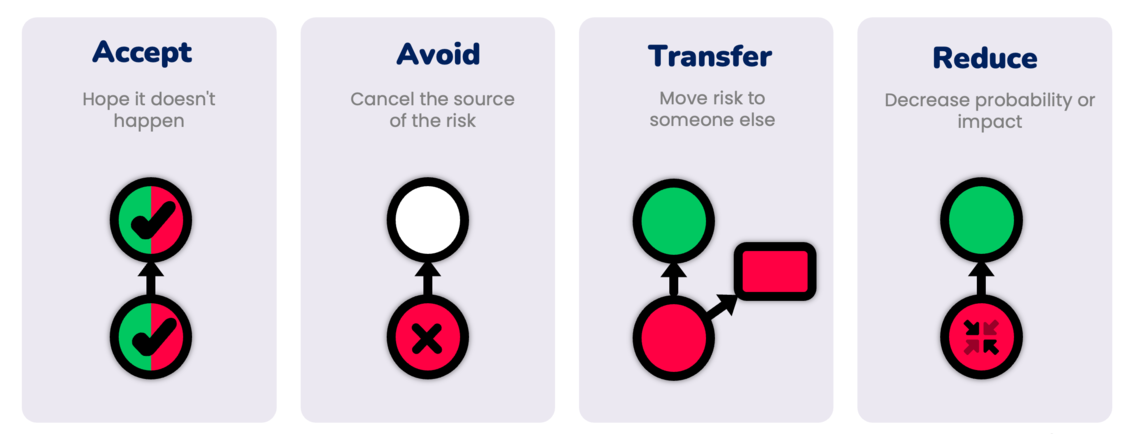 Accept
Hope it doesn't
happen
Avoid
Cancel the source
of the risk
Transfer
Move risk to
someone else
Reduce
Decrease probability or
impact